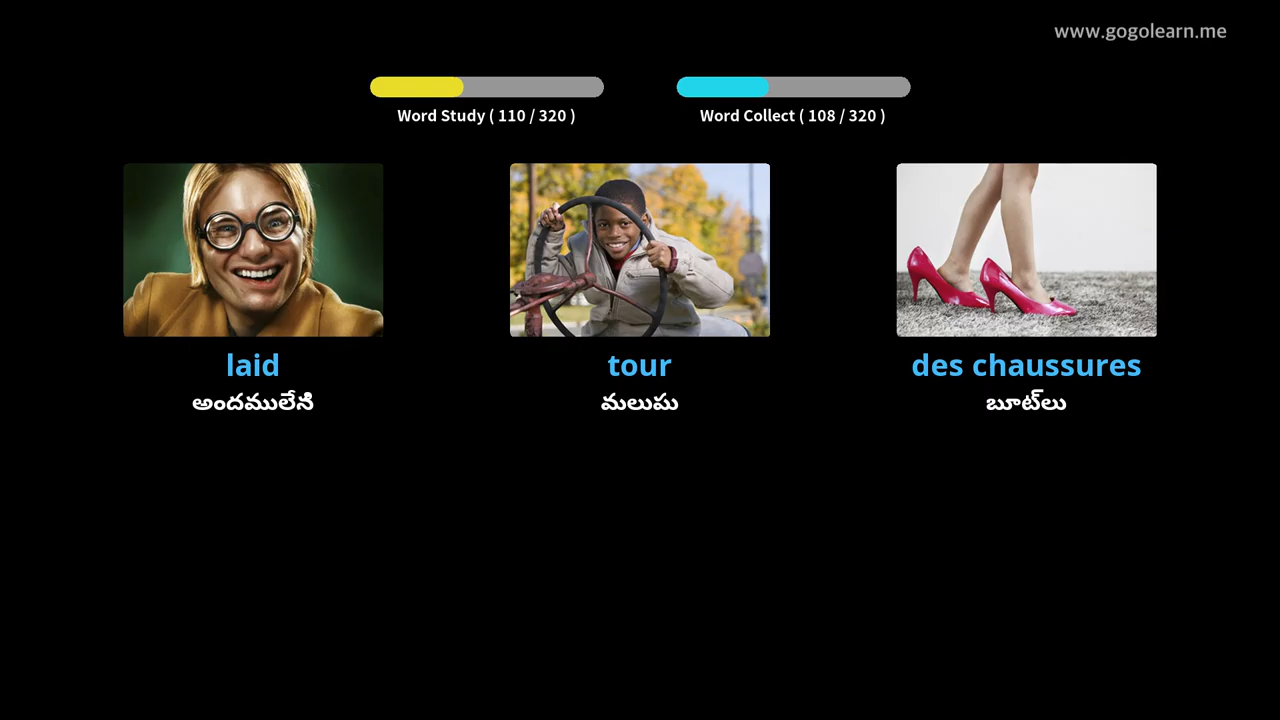 www.gogolearn.me
Word Study ( 110 / 320 )
Word Collect ( 108 / 320 )
laid
tour
des chaussures
అందములేని
మలుపు
బూట్‌లు